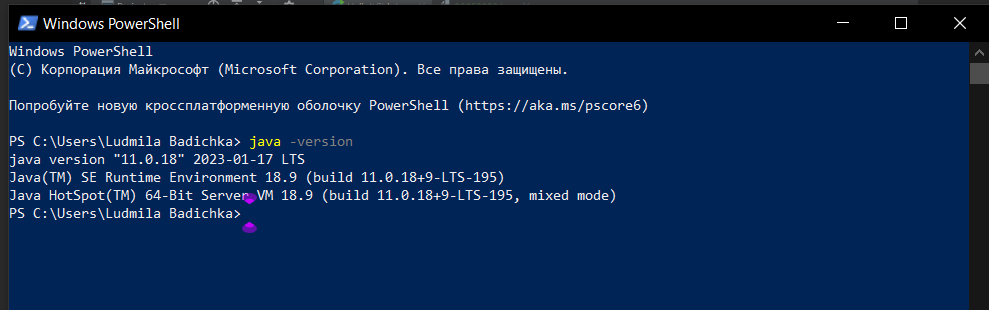 Windows PowerShell
Windows PowerShell
(C) Корпорация Майкрософт (Microsoft Corporation). Все права защищены.
Попробуйте новую кроссплатформенную оболочку PowerShell (https://aka.ms/pscore6)
PS C:\Users\Ludmila Badichka> java -version
java version "11.0.18" 2023-01-17 LTS
Java(TM) SE Runtime Environment 18.9 (build 11.0.18+9-LTS-195)
Java HotSpot(TM) 64-Bit Server VM 18.9 (build 11.0.18+9-LTS-195, mixed mode)
PS C:\Users\Ludmila Badichka>